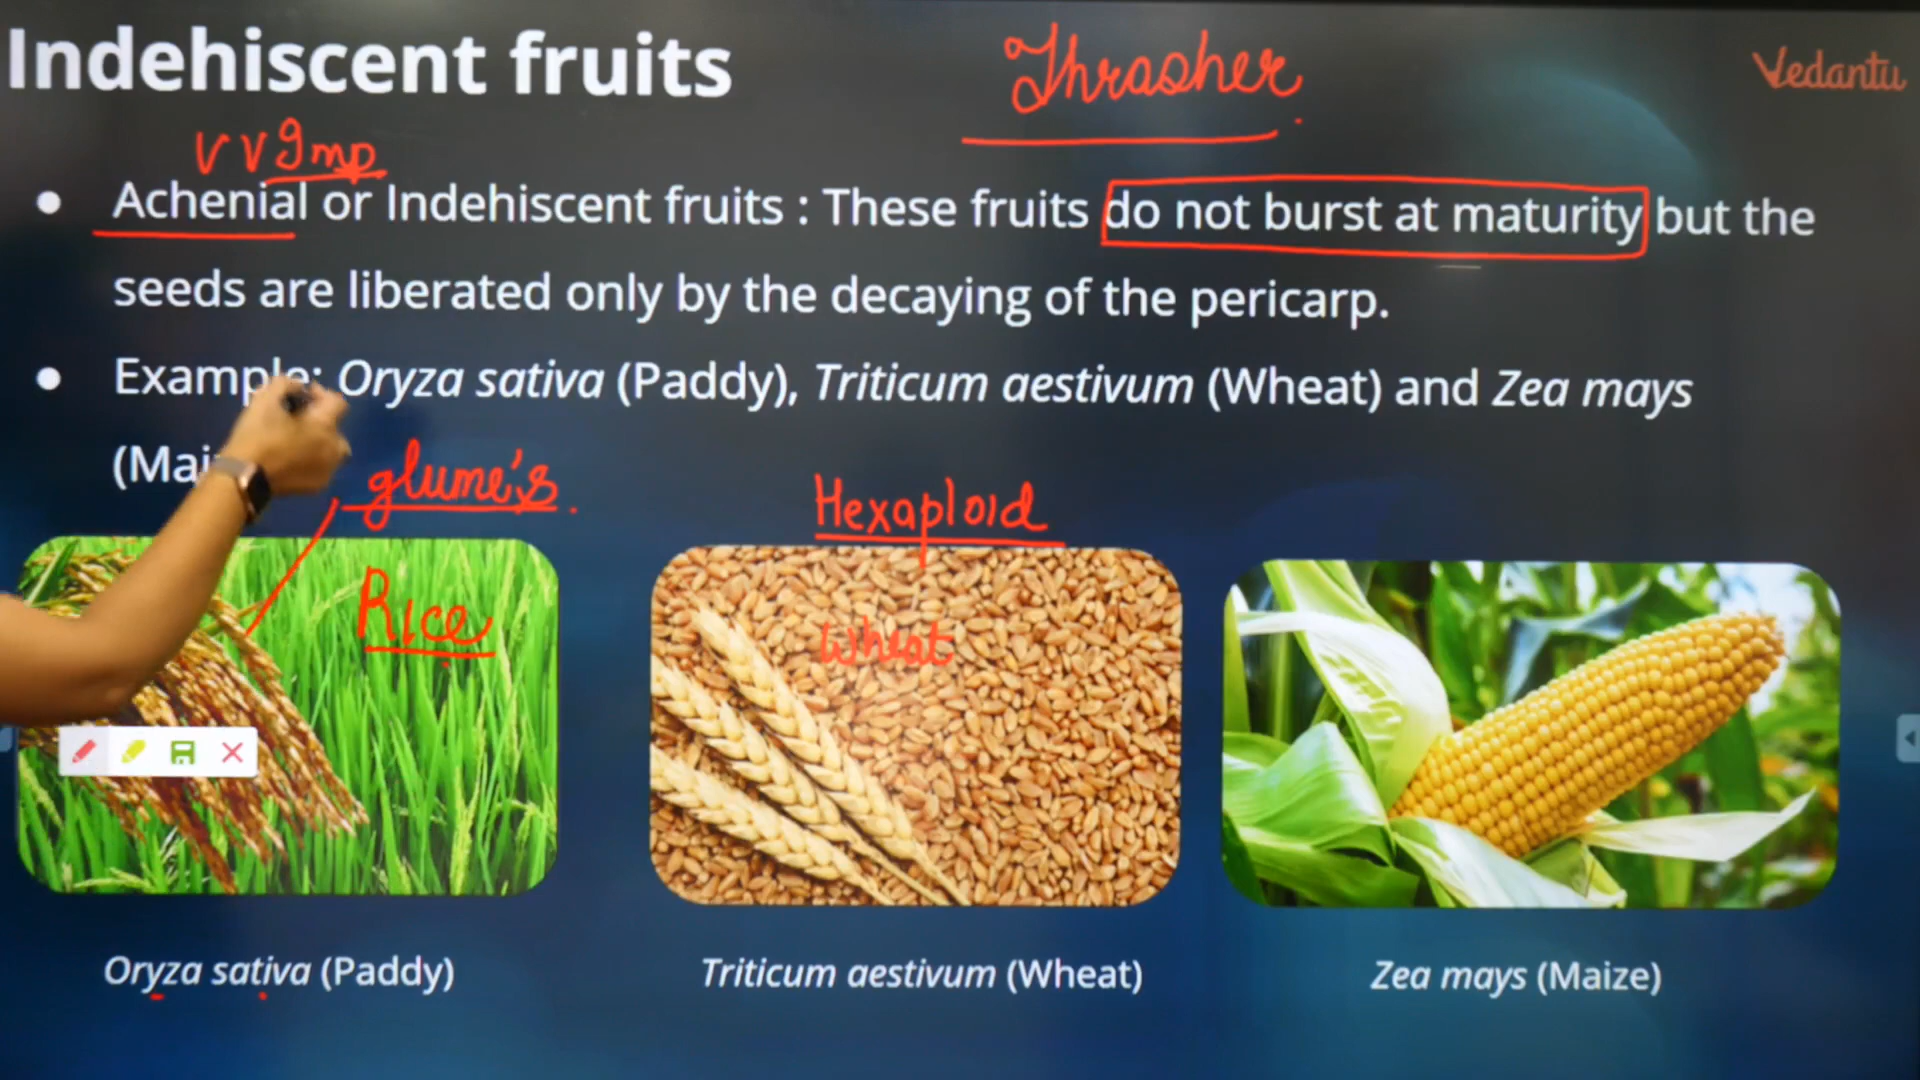 Indehiscent fruits
Thrasher.
Vedantu
VVImp
• Achenial or Indehiscent fruits : These fruits do not burst at maturity but the
seeds are liberated only by the decaying of the pericarp.
• Example: Oryza sativa (Paddy), Triticum aestivum (Wheat) and Zea mays
glume's.
Hexaploid
Rice
wheat
Oryza sativa (Paddy)
Triticum aestivum (Wheat)
Zea mays (Maize)